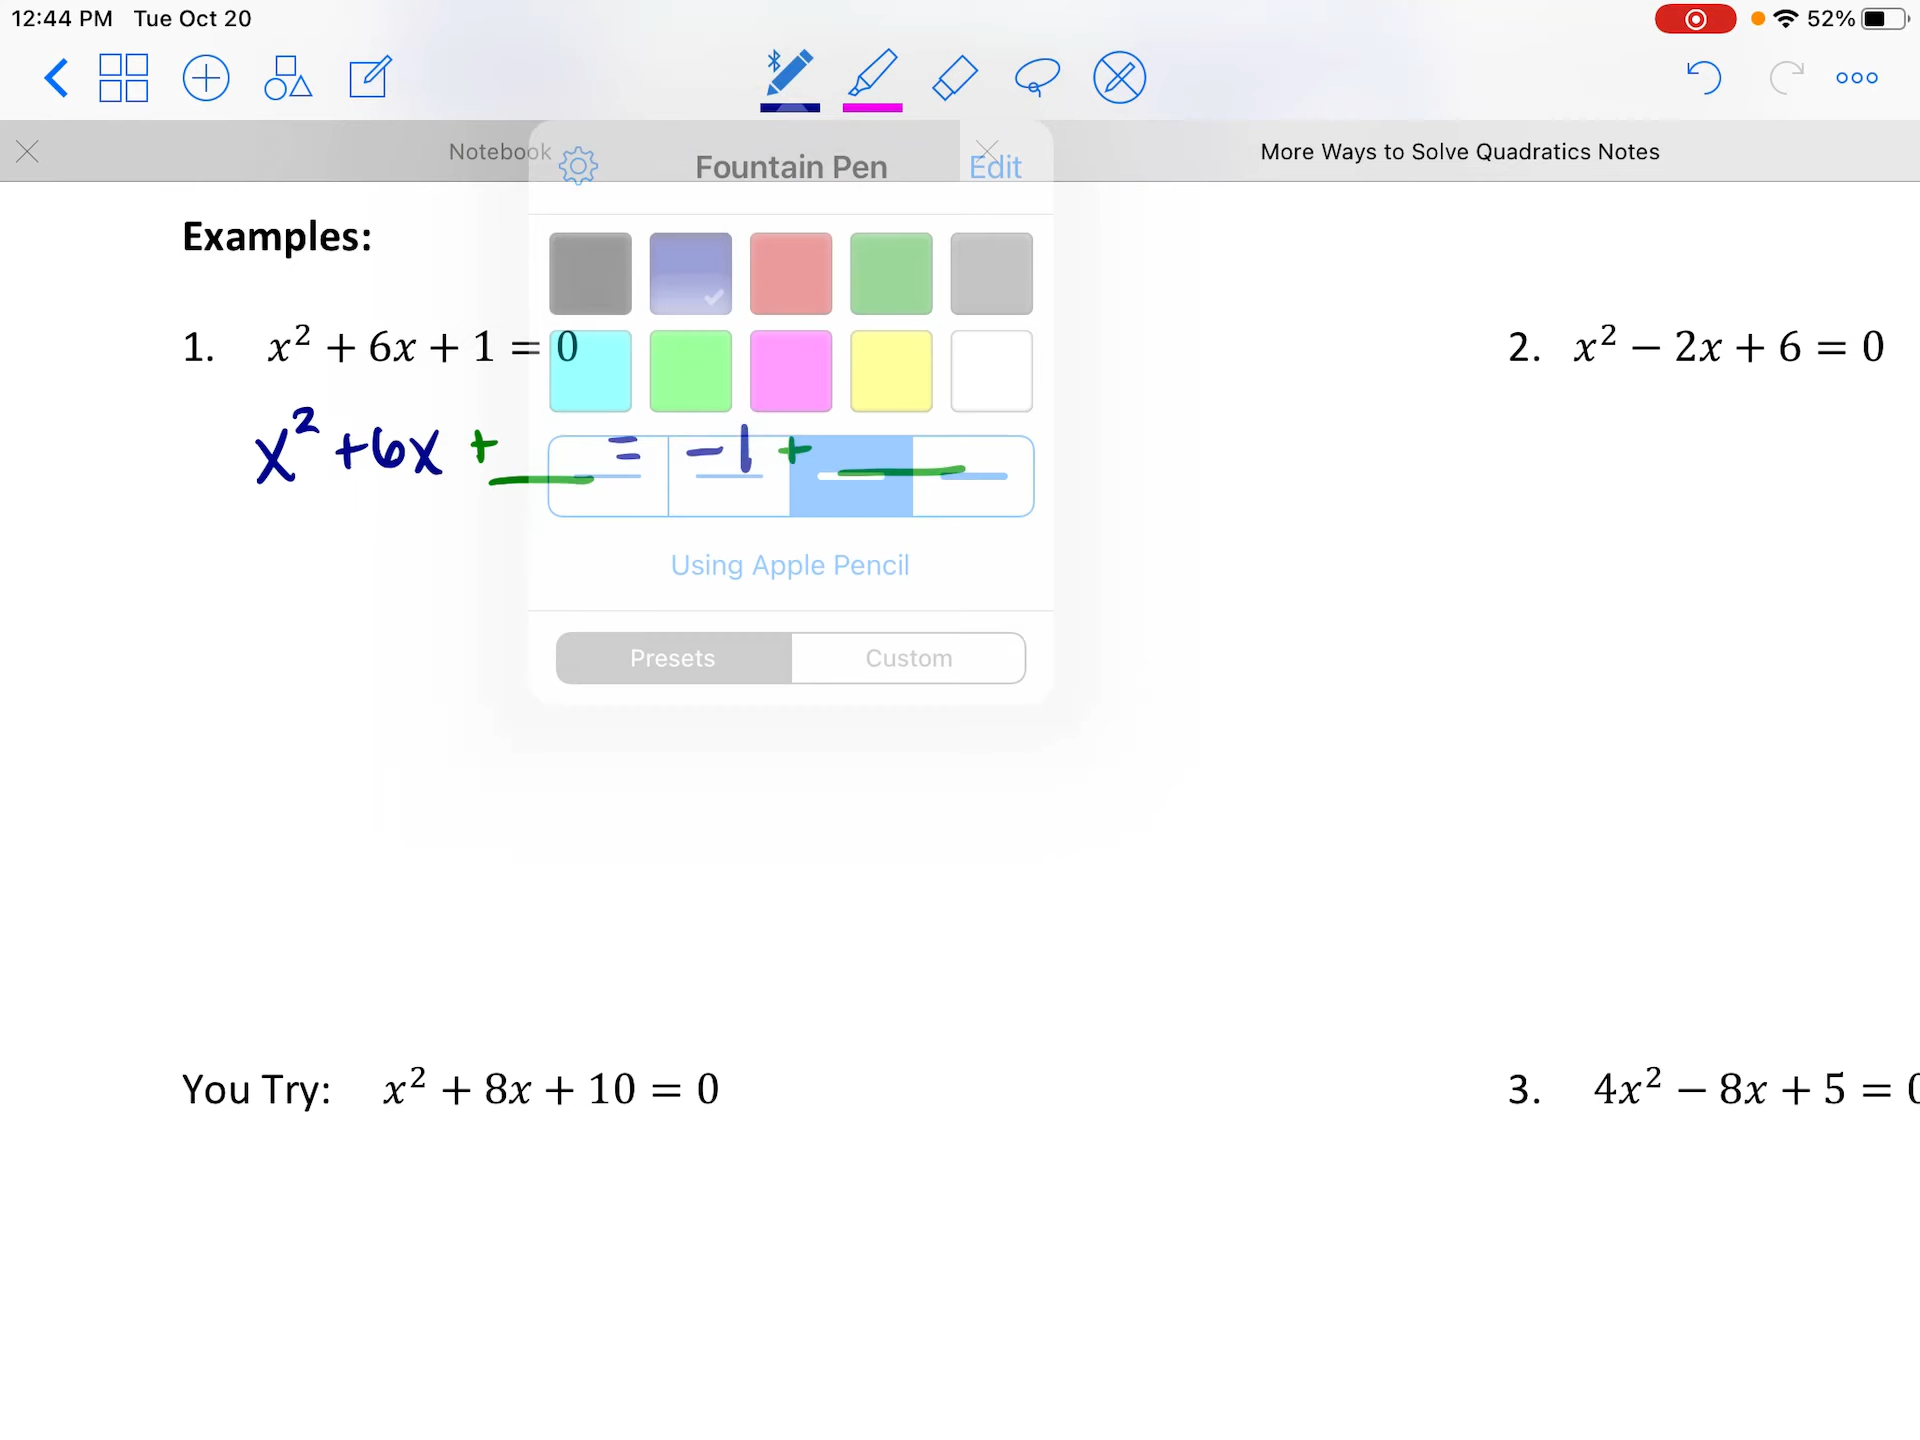 12:44 PM Tue Oct 20 52%
Notebook More Ways to Solve Quadratics Notes
Fountain Pen Edit
Examples:
1. x² + 6x + 1 = 0 2. x² − 2x + 6 = 0
x² + 6x + ___ = −1 + ___
Using Apple Pencil
Presets Custom
You Try: x² + 8x + 10 = 0 3. 4x² − 8x + 5 = 0